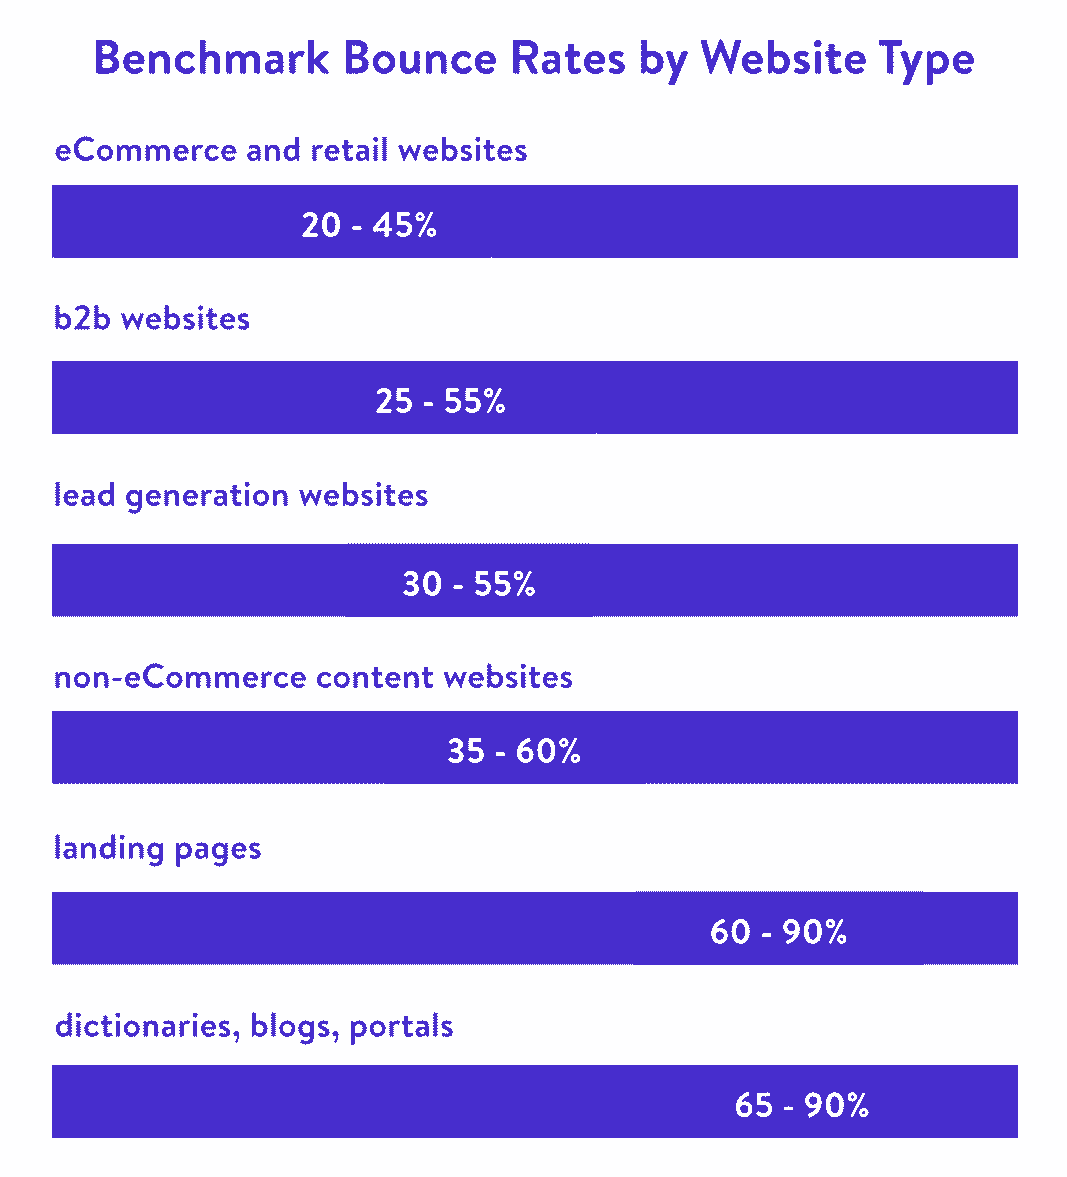 Benchmark Bounce Rates by Website Type
eCommerce and retail websites
20 - 45%
b2b websites
25 - 55%
lead generation websites
30 - 55%
non-eCommerce content websites
35 - 60%
landing pages
60 - 90%
dictionaries, blogs, portals
65 - 90%